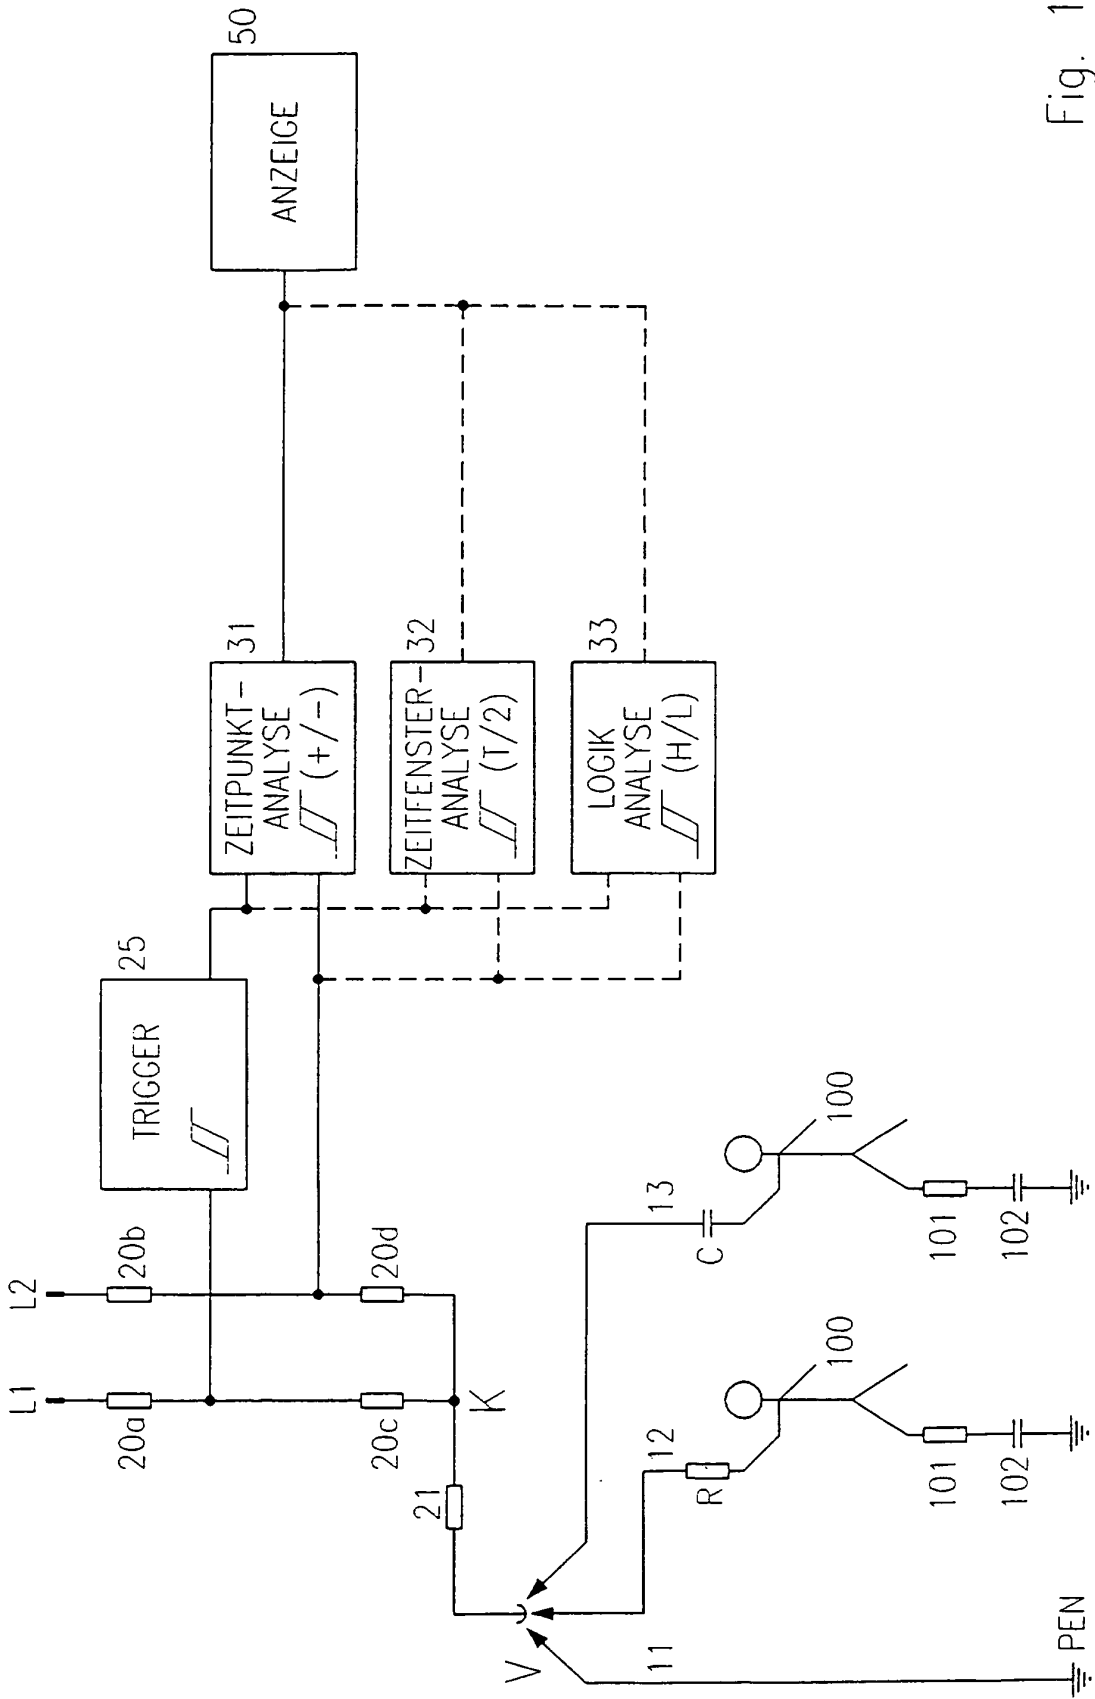 L1
L2
20a
20b
20c
20d
K
21
V
11
PEN
12
R
100
101
102
13
C
100
101
102
TRIGGER
25
ZEITPUNKT-
ANALYSE
(+/-)
31
ZEITFENSTER-
ANALYSE
(T/2)
32
LOGIK
ANALYSE
(H/L)
33
ANZEIGE
50
Fig. 1